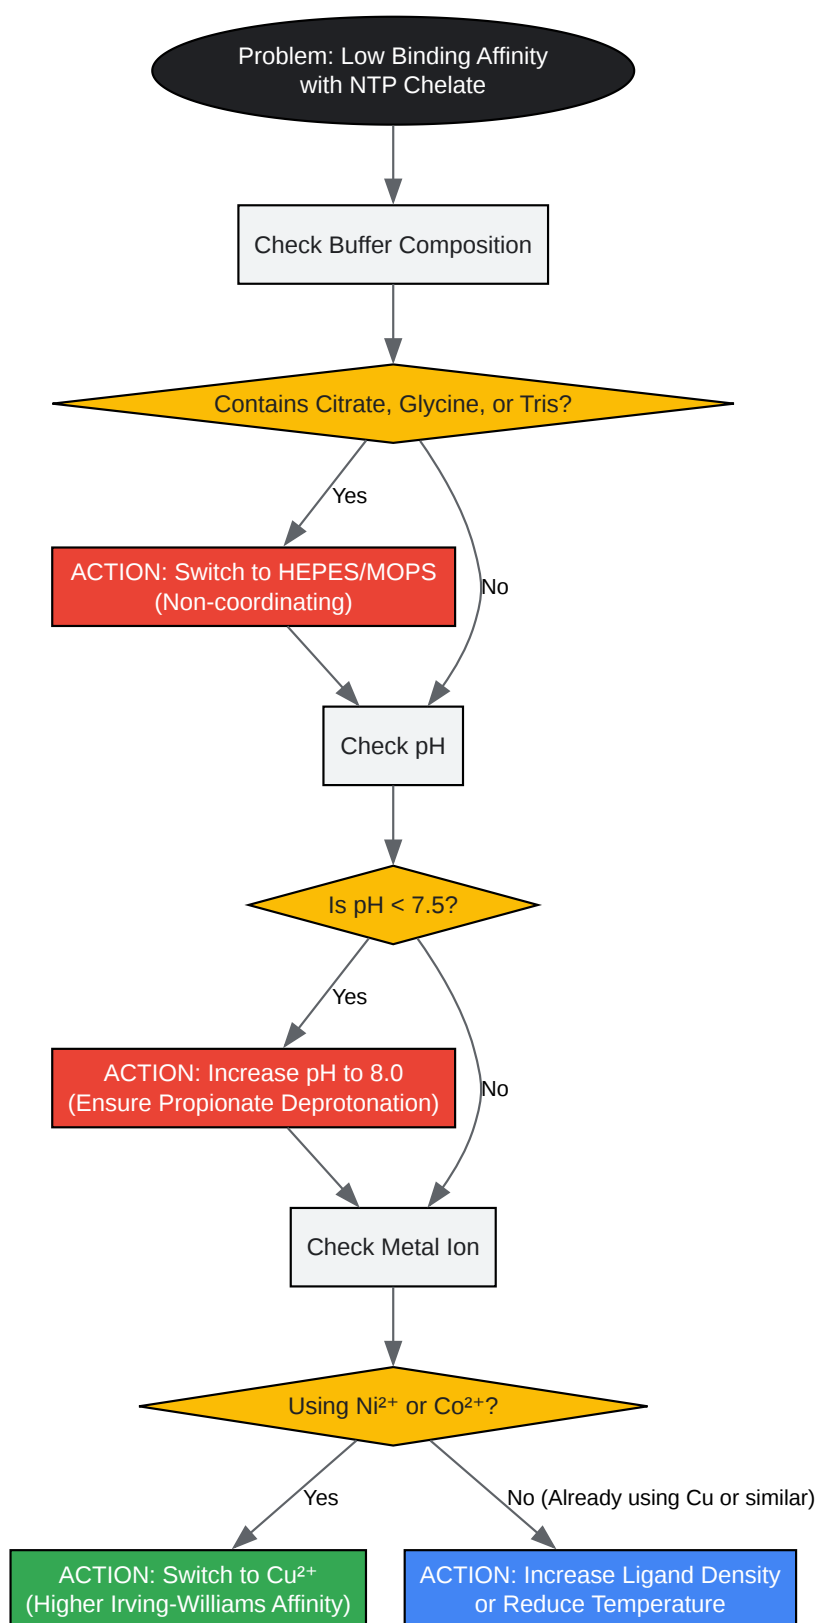 Problem: Low Binding Affinity
with NTP Chelate
Check Buffer Composition
Contains Citrate, Glycine, or Tris?
Yes
No
ACTION: Switch to HEPES/MOPS
(Non-coordinating)
Check pH
Is pH < 7.5?
Yes
No
ACTION: Increase pH to 8.0
(Ensure Propionate Deprotonation)
Check Metal Ion
Using Ni²⁺ or Co²⁺?
Yes
No (Already using Cu or similar)
ACTION: Switch to Cu²⁺
(Higher Irving-Williams Affinity)
ACTION: Increase Ligand Density
or Reduce Temperature